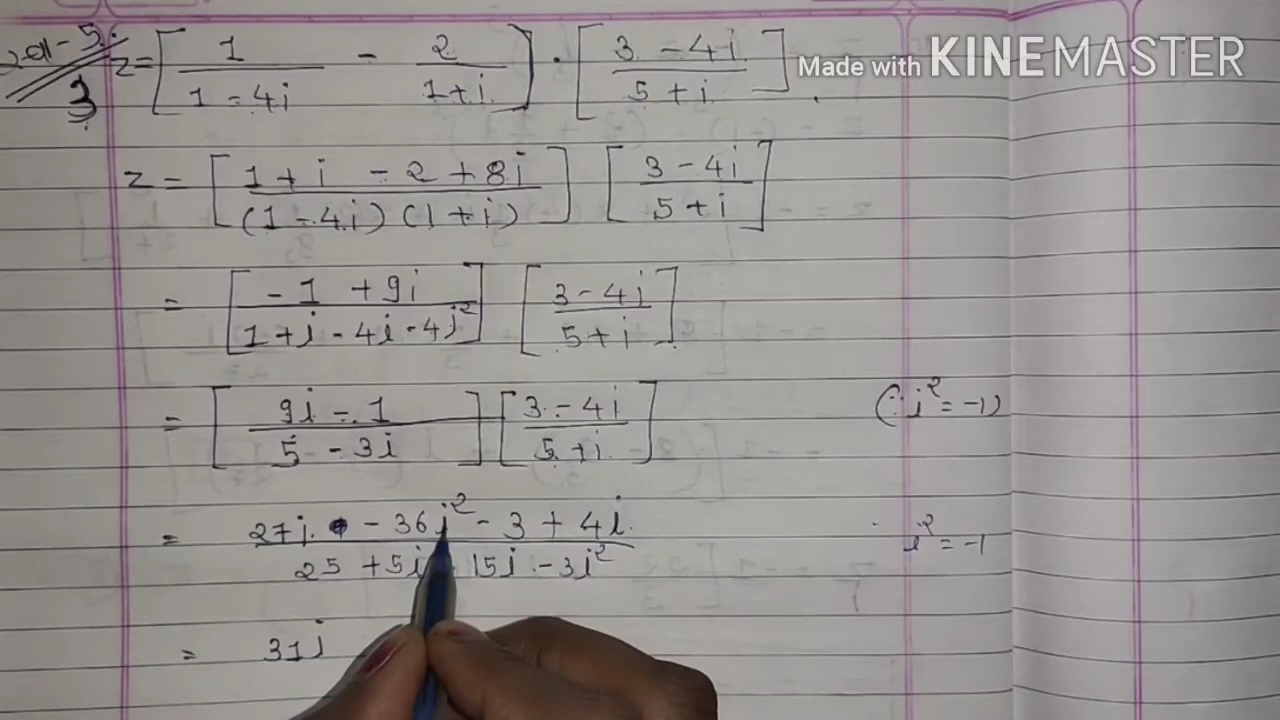 Made with KINEMASTER
3 z = [ 1 / 1 - 4i - 2 / 1 + i ] · [ 3 - 4i / 5 + i ] .
z = [ 1 + i - 2 + 8i / (1 - 4i) (1 + i) ] [ 3 - 4i / 5 + i ]
= [ - 1 + 9i / 1 + i - 4i - 4i² ] [ 3 - 4i / 5 + i ]
= [ 9i - 1 / 5 - 3i ] [ 3 - 4i / 5 + i ] (∵ i² = -1)
= 27i - 36i² - 3 + 4i / 25 + 5i 15i - 3i² i² = -1
= 31i